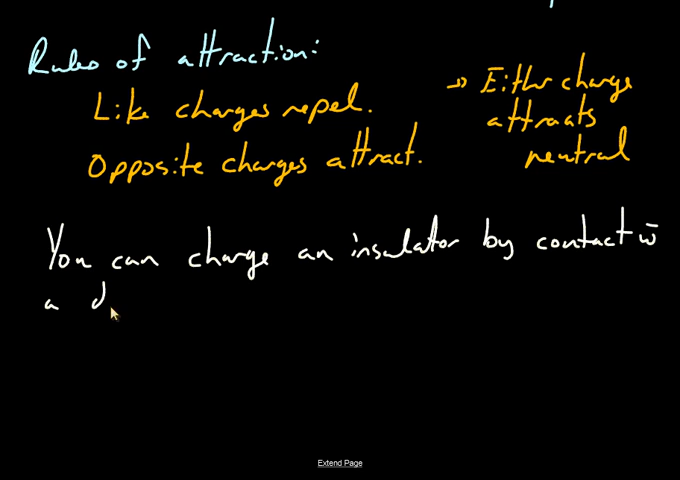 Rules of attraction:
Like charges repel.
Opposite charges attract.
→ Either charge
attracts
neutral
You can charge an insulator by contact w̄
a d
Extend Page